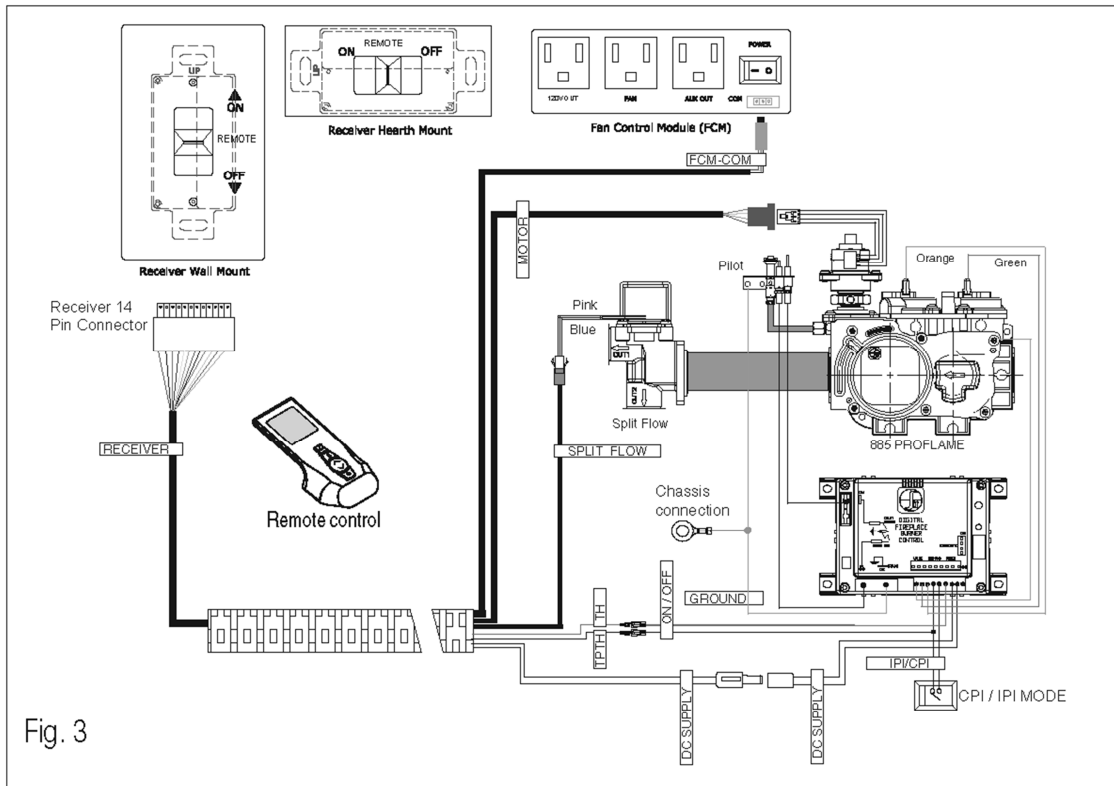 UP
ON
REMOTE
OFF
Receiver Wall Mount
REMOTE
ON
OFF
UP
Receiver Hearth Mount
POWER
120V OUT
FAN
AUX OUT
COM
Fan Control Module (FCM)
FCM-COM
MOTOR
Receiver 14
Pin Connector
Pilot
Orange
Green
Pink
Blue
OUT1
OUT2
Split Flow
885 PROFLAME
RECEIVER
SPLIT FLOW
Remote control
Chassis
connection
DIGITAL
FIREPLACE
BURNER
CONTROL
GROUND
ON / OFF
TH
TPTH
IPI/CPI
CPI / IPI MODE
DC SUPPLY
DC SUPPLY
Fig. 3